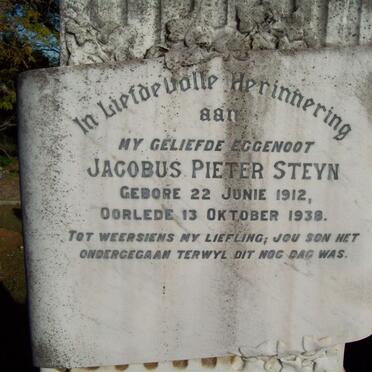 In Liefdevolle Herinnering
aan
MY GELIEFDE EGGENOOT
JACOBUS PIETER STEYN
GEBORE 22 JUNIE 1912,
OORLEDE 13 OKTOBER 1938.
TOT WEERSIENS MY LIEFLING; JOU SON HET
ONDERGEGAAN TERWYL DIT NOG DAG WAS.